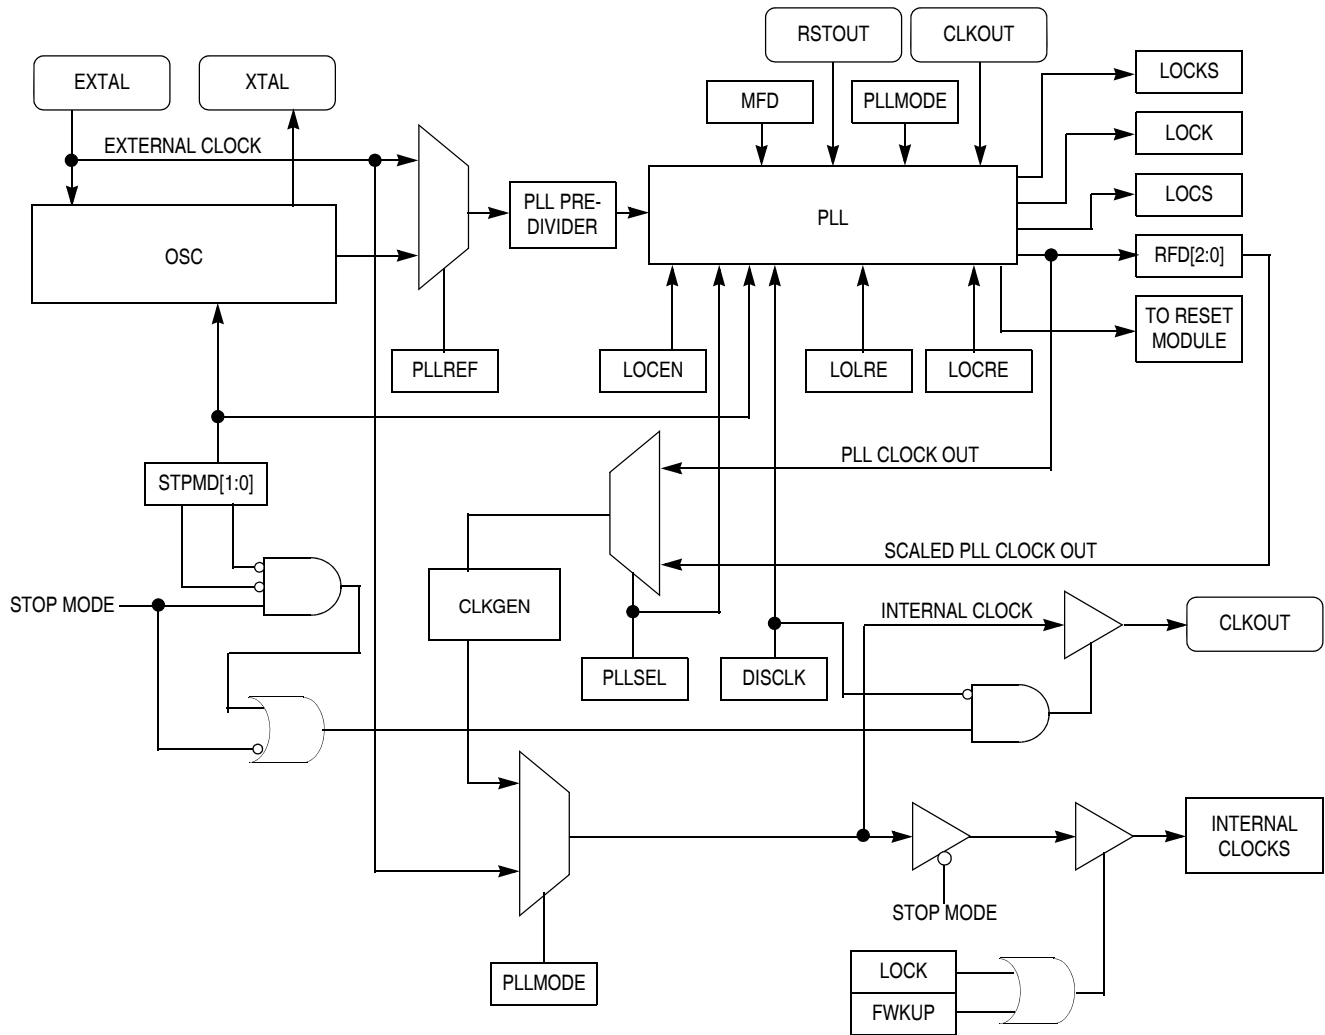 RSTOUT
CLKOUT
EXTAL
XTAL
LOCKS
MFD
PLLMODE
LOCK
EXTERNAL CLOCK
PLL PRE-
DIVIDER
PLL
LOCS
OSC
RFD[2:0]
TO RESET
MODULE
PLLREF
LOCEN
LOLRE
LOCRE
PLL CLOCK OUT
STPMD[1:0]
SCALED PLL CLOCK OUT
STOP MODE
CLKGEN
INTERNAL CLOCK
CLKOUT
PLLSEL
DISCLK
INTERNAL
CLOCKS
STOP MODE
LOCK
PLLMODE
FWKUP